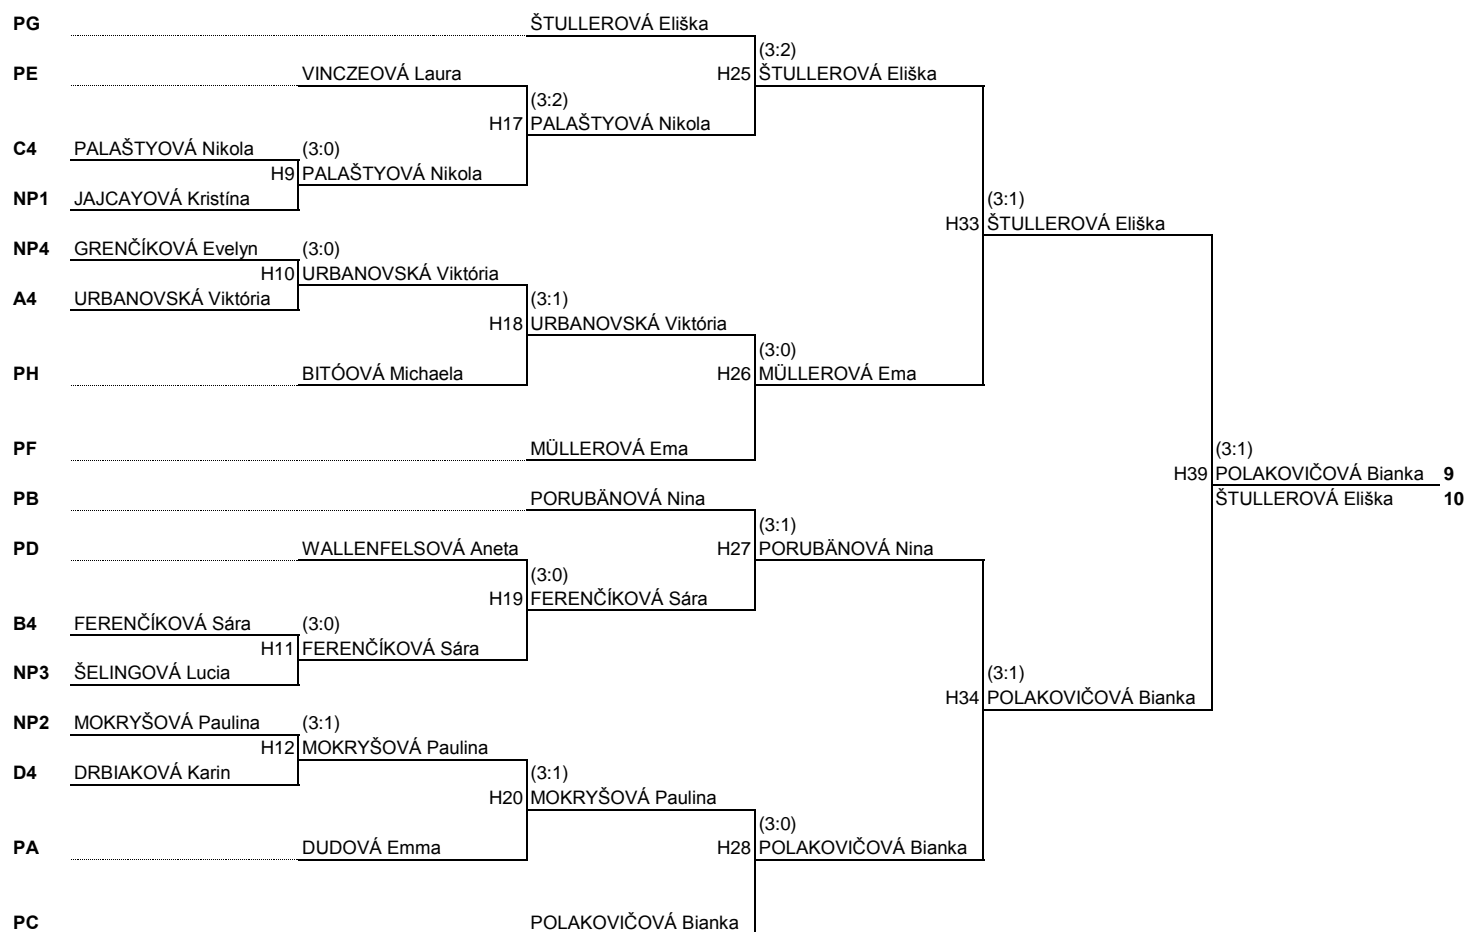 PG ŠTULLEROVÁ Eliška
(3:2)
PE VINCZEOVÁ Laura H25 ŠTULLEROVÁ Eliška
(3:2)
H17 PALAŠTYOVÁ Nikola
C4 PALAŠTYOVÁ Nikola (3:0)
H9 PALAŠTYOVÁ Nikola
NP1 JAJCAYOVÁ Kristína (3:1)
H33 ŠTULLEROVÁ Eliška
NP4 GRENČÍKOVÁ Evelyn (3:0)
H10 URBANOVSKÁ Viktória
A4 URBANOVSKÁ Viktória (3:1)
H18 URBANOVSKÁ Viktória
(3:0)
PH BITÓOVÁ Michaela H26 MÜLLEROVÁ Ema
PF MÜLLEROVÁ Ema (3:1)
H39 POLAKOVIČOVÁ Bianka 9
PB PORUBÄNOVÁ Nina ŠTULLEROVÁ Eliška 10
(3:1)
PD WALLENFELSOVÁ Aneta H27 PORUBÄNOVÁ Nina
(3:0)
H19 FERENČÍKOVÁ Sára
B4 FERENČÍKOVÁ Sára (3:0)
H11 FERENČÍKOVÁ Sára
NP3 ŠELINGOVÁ Lucia (3:1)
H34 POLAKOVIČOVÁ Bianka
NP2 MOKRYŠOVÁ Paulina (3:1)
H12 MOKRYŠOVÁ Paulina
D4 DRBIAKOVÁ Karin (3:1)
H20 MOKRYŠOVÁ Paulina
(3:0)
PA DUDOVÁ Emma H28 POLAKOVIČOVÁ Bianka
PC POLAKOVIČOVÁ Bianka